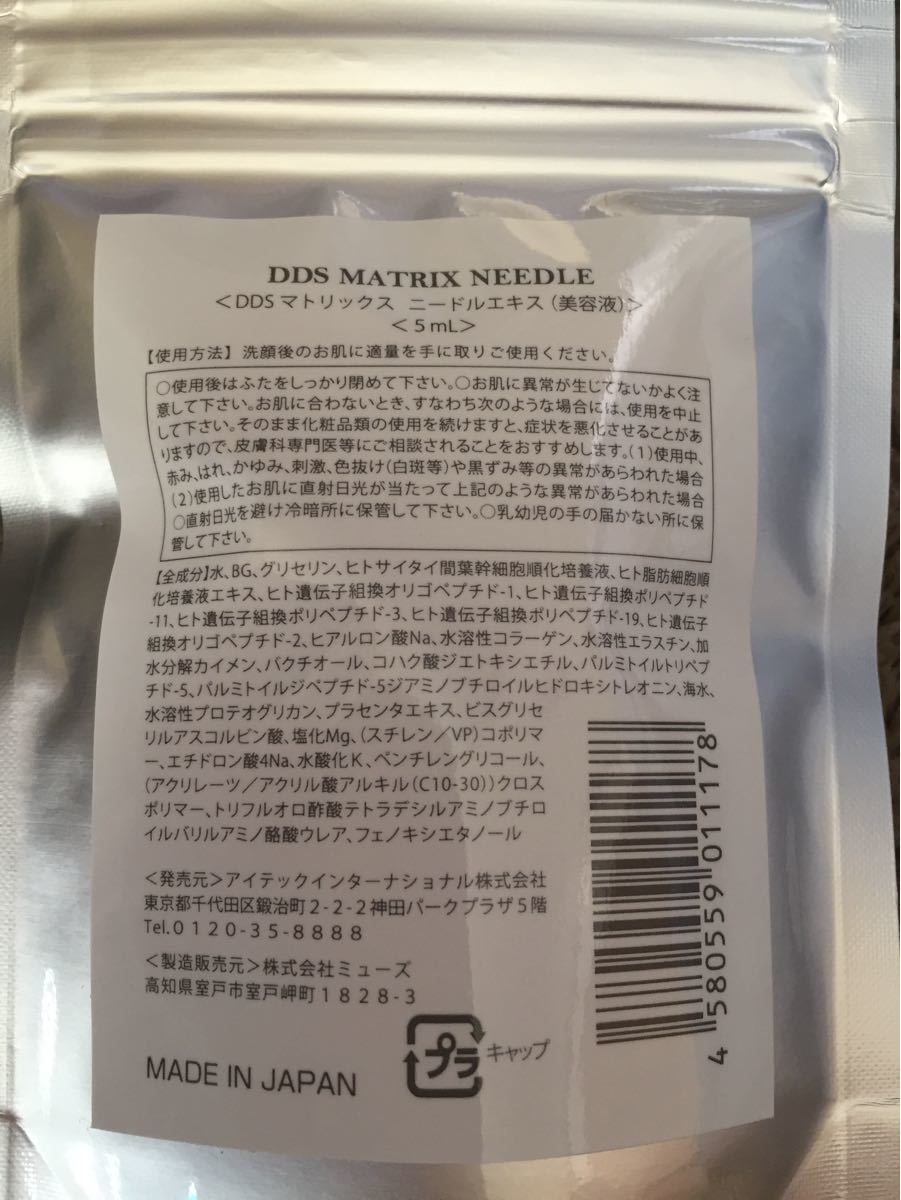 DDS MATRIX NEEDLE
＜DDS マトリックス ニードルエキス（美容液）＞
＜５mL＞
【使用方法】洗顔後のお肌に適量を手に取りご使用ください。
○使用後はふたをしっかり閉めて下さい。○お肌に異常が生じてないかよく注
意して下さい。お肌に合わないとき、すなわち次のような場合には、使用を中止
して下さい。そのまま化粧品類の使用を続けますと、症状を悪化させることがあ
りますので、皮膚科専門医等にご相談されることをおすすめします。(1)使用中、
赤み、はれ、かゆみ、刺激、色抜け(白斑等)や黒ずみ等の異常があらわれた場合
(2)使用したお肌に直射日光が当たって上記のような異常があらわれた場合
○直射日光を避け冷暗所に保管して下さい。○乳幼児の手の届かない所に保
管して下さい。
【全成分】水、BG、グリセリン、ヒトサイタイ間葉幹細胞順化培養液、ヒト脂肪細胞順
化培養液エキス、ヒト遺伝子組換オリゴペプチド-1、ヒト遺伝子組換ポリペプチド
-11、ヒト遺伝子組換ポリペプチド-3、ヒト遺伝子組換ポリペプチド-19、ヒト遺伝子
組換オリゴペプチド-2、ヒアルロン酸Na、水溶性コラーゲン、水溶性エラスチン、加
水分解カイメン、バクチオール、コハク酸ジエトキシエチル、パルミトイルトリペプ
チド-5、パルミトイルジペプチド-5ジアミノブチロイルヒドロキシトレオニン、海水、
水溶性プロテオグリカン、プラセンタエキス、ビスグリセ
リルアスコルビン酸、塩化Mg、(スチレン／VP)コポリマ
ー、エチドロン酸4Na、水酸化Ｋ、ペンチレングリコール、
(アクリレーツ／アクリル酸アルキル(C10-30))クロス
ポリマー、トリフルオロ酢酸テトラデシルアミノブチロ
イルバリルアミノ酪酸ウレア、フェノキシエタノール
＜発売元＞アイテックインターナショナル株式会社
東京都千代田区鍛治町２-２-２神田パークプラザ５階
Tel.０１２０-３５-８８８８
＜製造販売元＞株式会社ミューズ
高知県室戸市室戸岬町１８２８-３
プラ キャップ
MADE IN JAPAN
4 580559 011178